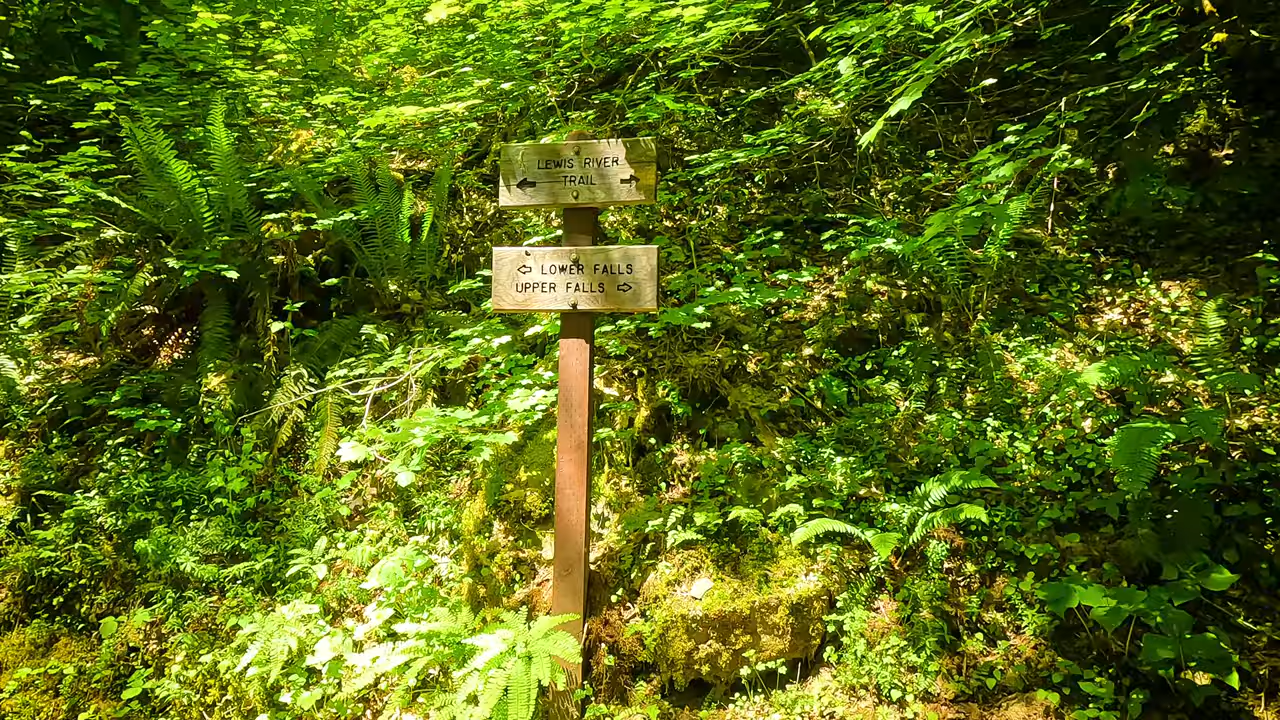 LEWIS RIVER
← TRAIL →
⇦ LOWER FALLS
UPPER FALLS ⇨